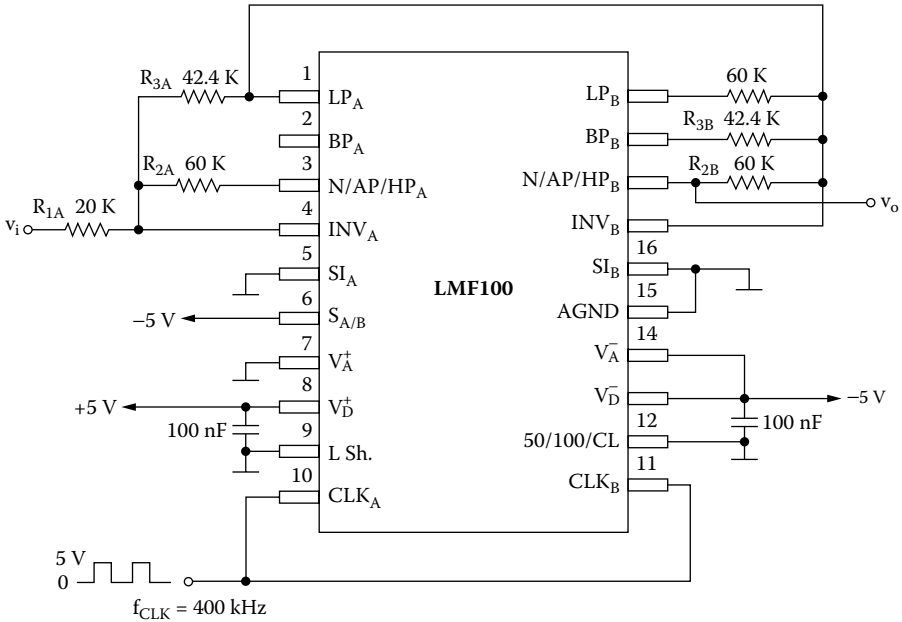 R3A 42.4 K
1
LPA
2
BPA
R2A 60 K
3
N/AP/HPA
vi
R1A 20 K
4
INVA
5
SIA
−5 V
6
SA/B
7
V+A
+5 V
8
V+D
100 nF
9
L Sh.
10
CLKA
LMF100
60 K
LPB
R3B 42.4 K
BPB
R2B 60 K
N/AP/HPB
vo
INVB
16
SIB
15
AGND
14
V−A
V−D
−5 V
100 nF
12
50/100/CL
11
CLKB
5 V
0
fCLK = 400 kHz